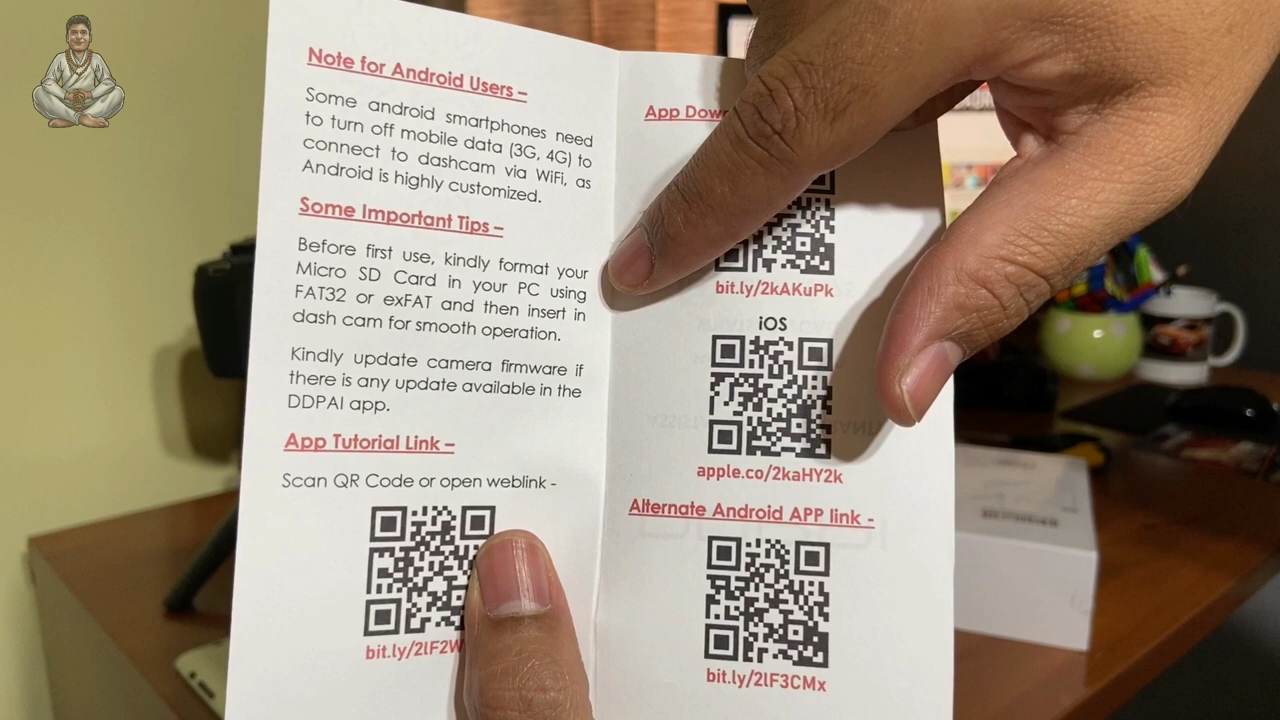 Note for Android Users –
Some android smartphones need
to turn off mobile data (3G, 4G) to
connect to dashcam via WiFi, as
Android is highly customized.
Some Important Tips –
Before first use, kindly format your
Micro SD Card in your PC using
FAT32 or exFAT and then insert in
dash cam for smooth operation.
Kindly update camera firmware if
there is any update available in the
DDPAI app.
App Tutorial Link –
Scan QR Code or open weblink -
App
bit.ly/2kAKuPk
iOS
apple.co/2kaHY2k
Alternate Android APP link -
bit.ly/2lF3CMx